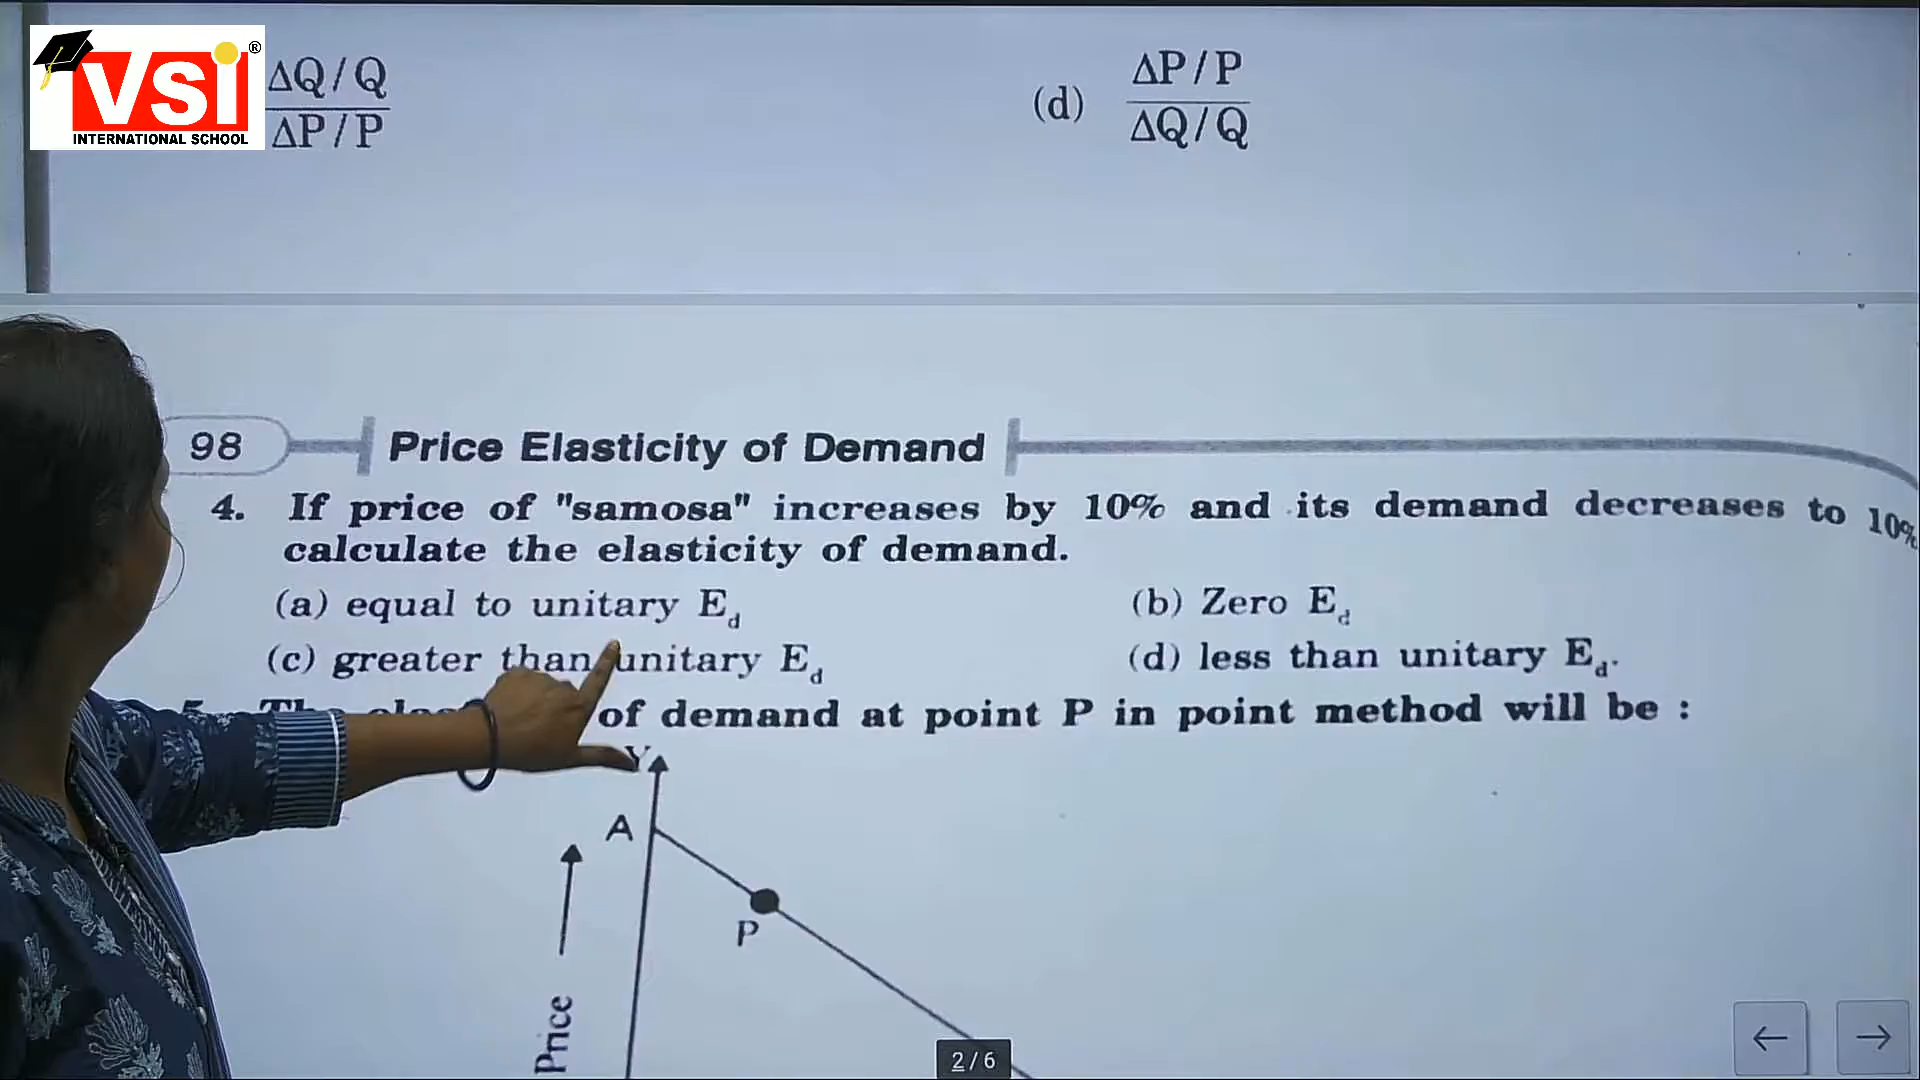 VSI®
INTERNATIONAL SCHOOL
ΔQ / Q
ΔP / P
(d) ΔP / P
ΔQ / Q
98 Price Elasticity of Demand
4. If price of "samosa" increases by 10% and its demand decreases to 10%
calculate the elasticity of demand.
(a) equal to unitary Ed
(b) Zero Ed
(c) greater than unitary Ed
(d) less than unitary Ed.
of demand at point P in point method will be :
Y
A
P
Price
2 / 6